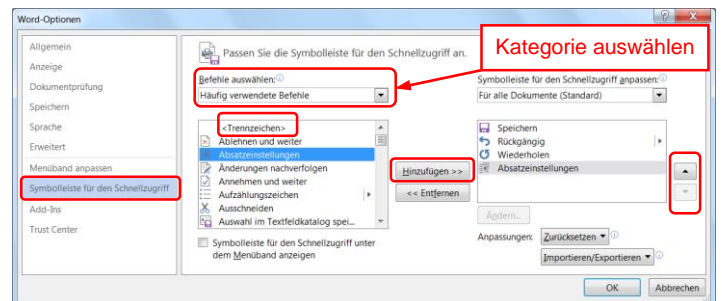 Word-Optionen
Allgemein
Anzeige
Dokumentprüfung
Speichern
Sprache
Erweitert
Menüband anpassen
Symbolleiste für den Schnellzugriff
Add-Ins
Trust Center
Passen Sie die Symbolleiste für den Schnellzugriff an.
Kategorie auswählen
Befehle auswählen:
Häufig verwendete Befehle
<Trennzeichen>
Ablehnen und weiter
Absatzeinstellungen
Änderungen nachverfolgen
Annehmen und weiter
Aufzählungszeichen
Ausschneiden
Auswahl im Textfeldkatalog spei...
Symbolleiste für den Schnellzugriff unter
dem Menüband anzeigen
Hinzufügen >>
<< Entfernen
Symbolleiste für den Schnellzugriff anpassen:
Für alle Dokumente (Standard)
Speichern
Rückgängig
Wiederholen
Absatzeinstellungen
Ändern...
Anpassungen: Zurücksetzen
Importieren/Exportieren
OK Abbrechen